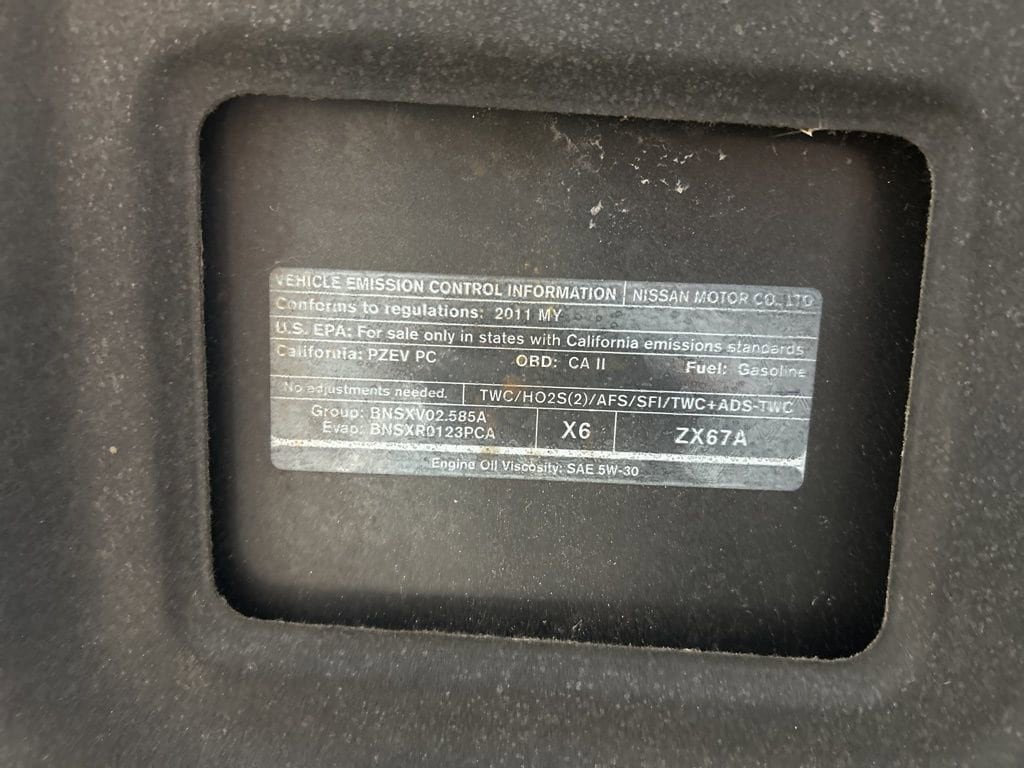 VEHICLE EMISSION CONTROL INFORMATION NISSAN MOTOR CO., LTD
Conforms to regulations: 2011 MY
U.S. EPA: For sale only in states with California emissions standards
California: PZEV PC OBD: CA II Fuel: Gasoline
No adjustments needed. TWC/HO2S(2)/AFS/SFI/TWC+ADS-TWC
Group: BNSXV02.585A
Evap: BNSXR0123PCA
X6 ZX67A
Engine Oil Viscosity: SAE 5W-30